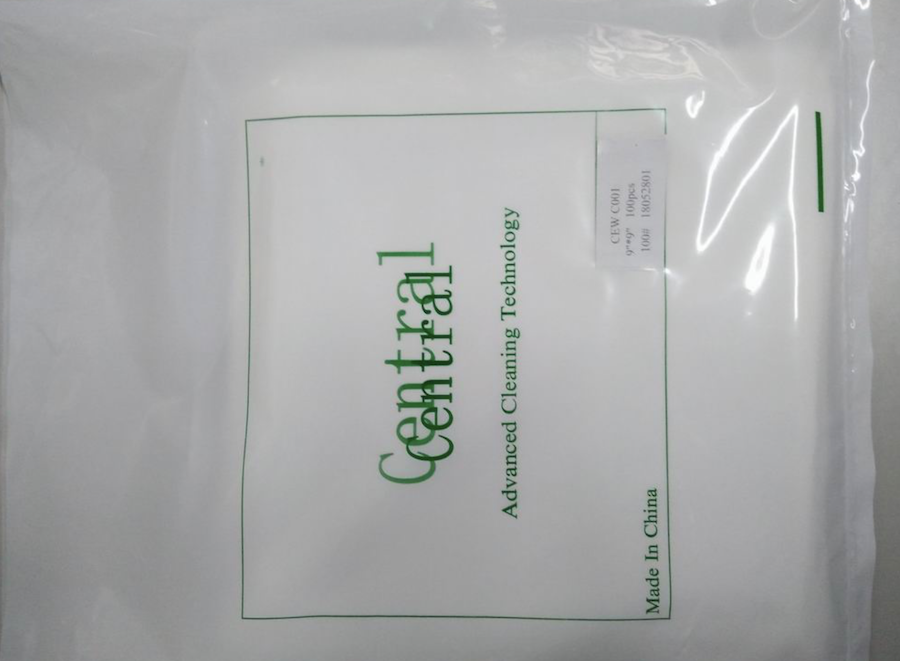 Central
Central
Advanced Cleaning Technology
CEW C001
9"*9" 100pcs
100# 18052801
Made In China